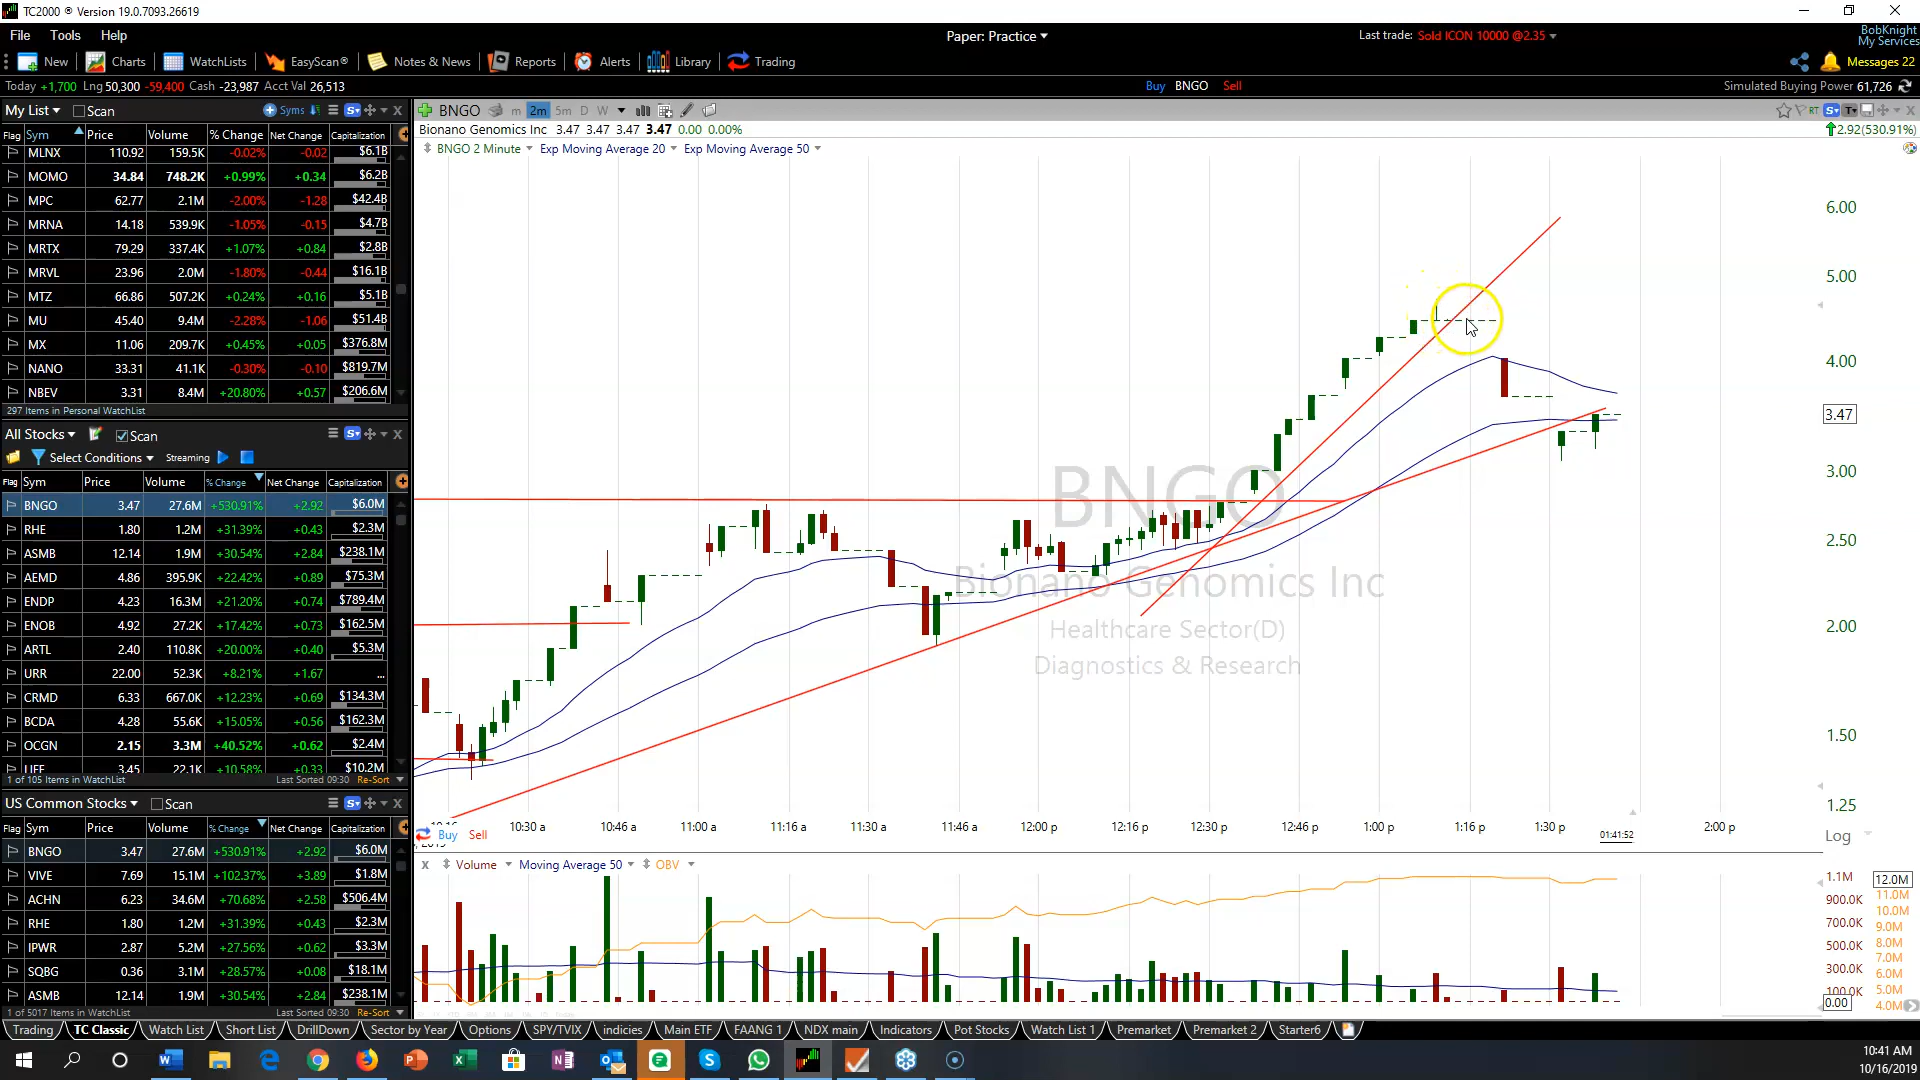 TC2000 ® Version 19.0.7093.26619
File Tools Help
Paper: Practice
Last trade: Sold ICON 10000 @2.35
BobKnight
My Services
New Charts WatchLists EasyScan® Notes & News Reports Alerts Library Trading
Messages 22
Today +1,700 Lng 50,300 -59,400 Cash -23,987 Acct Val 26,513
Buy BNGO Sell
Simulated Buying Power 61,726
My List Scan Syms
Flag Sym Price Volume % Change Net Change Capitalization
MLNX 110.92 159.5K -0.02% -0.02 $6.1B
MOMO 34.84 748.2K +0.99% +0.34 $6.2B
MPC 62.77 2.1M -2.00% -1.28 $42.4B
MRNA 14.18 539.9K -1.05% -0.15 $4.7B
MRTX 79.29 337.4K +1.07% +0.84 $2.8B
MRVL 23.96 2.0M -1.80% -0.44 $16.1B
MTZ 66.86 507.2K +0.24% +0.16 $5.1B
MU 45.40 9.4M -2.28% -1.06 $51.4B
MX 11.06 209.7K +0.45% +0.05 $376.8M
NANO 33.31 41.1K -0.30% -0.10 $819.7M
NBEV 3.31 8.4M +20.80% +0.57 $206.6M
297 Items in Personal WatchList
All Stocks Scan
Select Conditions Streaming
Flag Sym Price Volume % Change Net Change Capitalization
BNGO 3.47 27.6M +530.91% +2.92 $6.0M
RHE 1.80 1.2M +31.39% +0.43 $2.3M
ASMB 12.14 1.9M +30.54% +2.84 $238.1M
AEMD 4.86 395.9K +22.42% +0.89 $75.3M
ENDP 4.23 16.3M +21.20% +0.74 $789.4M
ENOB 4.92 27.2K +17.42% +0.73 $162.5M
ARTL 2.40 110.8K +20.00% +0.40 $5.3M
URR 22.00 52.3K +8.21% +1.67 ...
CRMD 6.33 667.0K +12.23% +0.69 $134.3M
BCDA 4.28 55.6K +15.05% +0.56 $162.3M
OCGN 2.15 3.3M +40.52% +0.62 $2.4M
3.45 22.1K +10.58% +0.33 $10.2M
1 of 105 Items in WatchList Last Sorted 09:30 Re-Sort
US Common Stocks Scan
Flag Sym Price Volume % Change Net Change Capitalization
BNGO 3.47 27.6M +530.91% +2.92 $6.0M
VIVE 7.69 15.1M +102.37% +3.89 $1.8M
ACHN 6.23 34.6M +70.68% +2.58 $506.4M
RHE 1.80 1.2M +31.39% +0.43 $2.3M
IPWR 2.87 5.2M +27.56% +0.62 $3.3M
SQBG 0.36 3.1M +28.57% +0.08 $18.1M
ASMB 12.14 1.9M +30.54% +2.84 $238.1M
1 of 5017 Items in WatchList Last Sorted 09:30 Re-Sort
BNGO m 2m 5m D W
RT
Bionano Genomics Inc 3.47 3.47 3.47 3.47 0.00 0.00%
2.92(530.91%)
BNGO 2 Minute Exp Moving Average 20 Exp Moving Average 50
6.00
5.00
4.00
3.47
3.00
2.50
2.00
1.50
1.25
Log
BNGO
Bionano Genomics Inc
Healthcare Sector(D)
Diagnostics & Research
10:30 a 10:46 a 11:00 a 11:16 a 11:30 a 11:46 a 12:00 p 12:16 p 12:30 p 12:46 p 1:00 p 1:16 p 1:30 p 2:00 p
Buy Sell
01:41:52
X Volume Moving Average 50 OBV
1.1M
900.0K
700.0K
500.0K
300.0K
100.0K
0.00
12.0M
11.0M
10.0M
9.0M
8.0M
7.0M
6.0M
5.0M
4.0M
Trading TC Classic Watch List Short List DrillDown Sector by Year Options SPY/TVIX indicies Main ETF FAANG 1 NDX main Indicators Pot Stocks Watch List 1 Premarket Premarket 2 Starter6
10:41 AM
10/16/2019